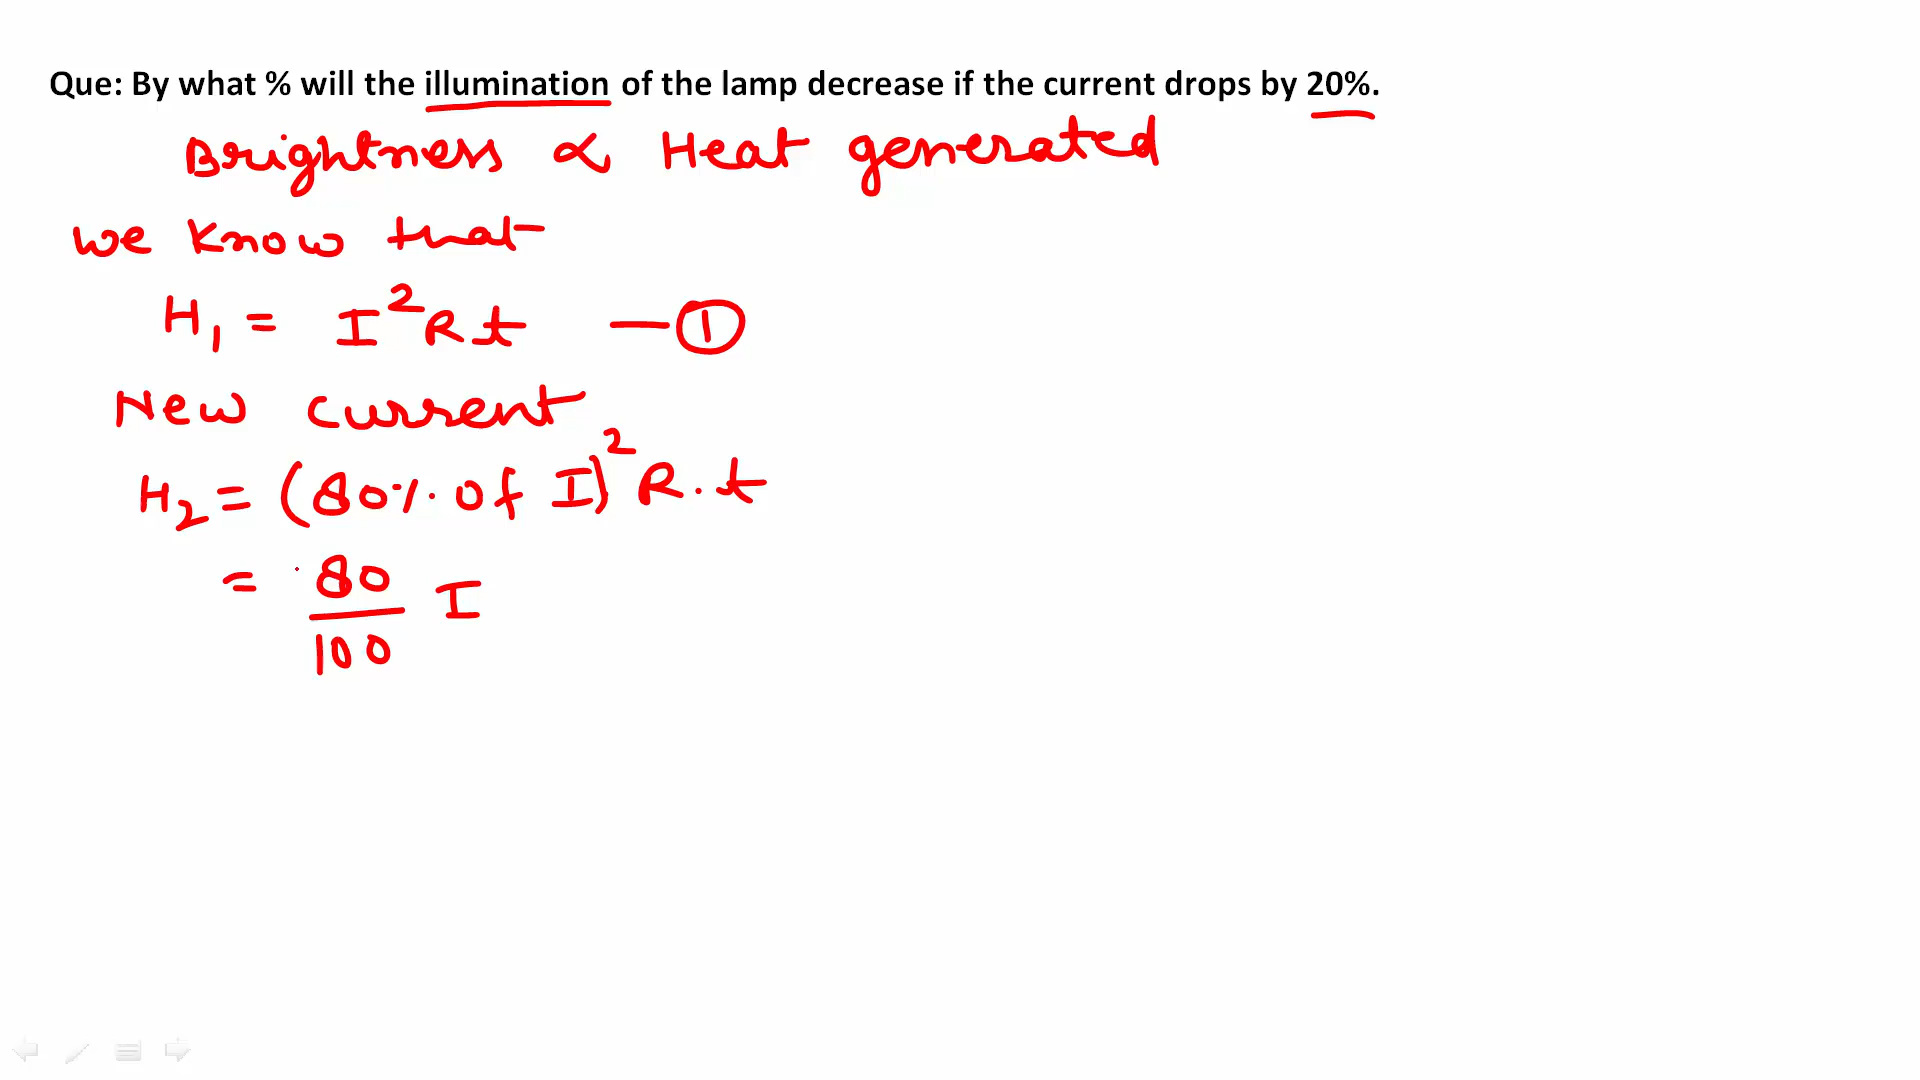 Que: By what % will the illumination of the lamp decrease if the current drops by 20%.
Brightness ∝ Heat generated
We know that
H₁ = I²Rt —①
New current
H₂ = (80% of I)² R.t
= 80/100 I